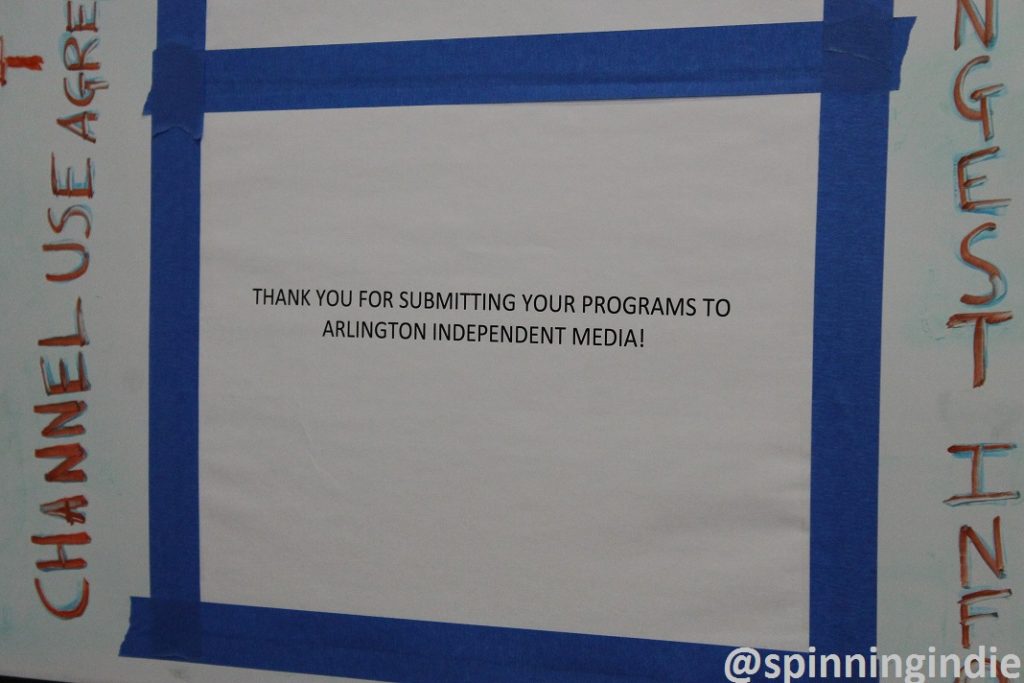 CHANNEL USE AGRE
THANK YOU FOR SUBMITTING YOUR PROGRAMS TO
ARLINGTON INDEPENDENT MEDIA!
NGEST INF
@spinningindie